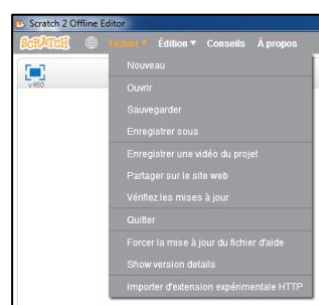 Scratch 2 Offline Editor
SCRATCH Fichier Édition Conseils À propos
v460
Nouveau
Ouvrir
Sauvegarder
Enregistrer sous
Enregistrer une vidéo du projet
Partager sur le site web
Vérifiez les mises à jour
Quitter
Forcer la mise à jour du fichier d'aide
Show version details
Importer d'extension expérimentale HTTP